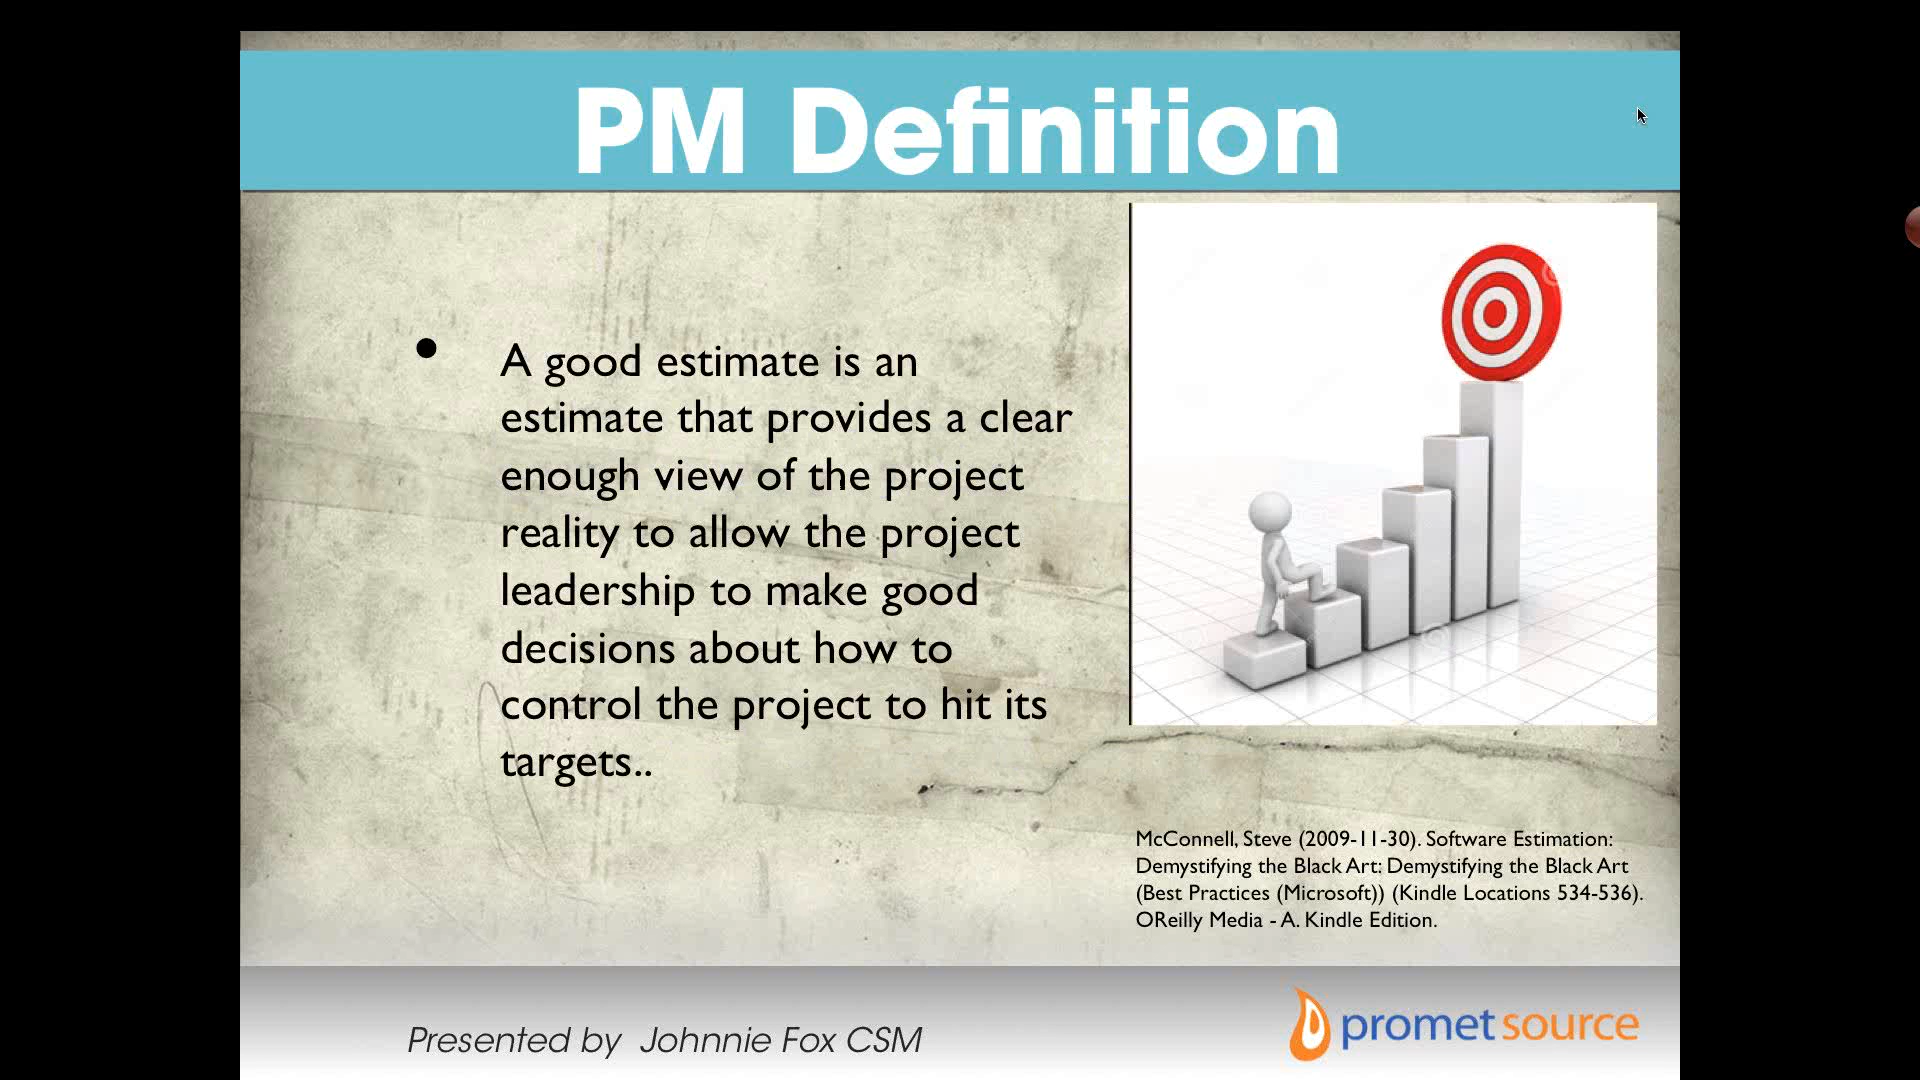 PM Definition
• A good estimate is an
estimate that provides a clear
enough view of the project
reality to allow the project
leadership to make good
decisions about how to
control the project to hit its
targets..
McConnell, Steve (2009-11-30). Software Estimation:
Demystifying the Black Art: Demystifying the Black Art
(Best Practices (Microsoft)) (Kindle Locations 534-536).
OReilly Media - A. Kindle Edition.
Presented by Johnnie Fox CSM
promet source